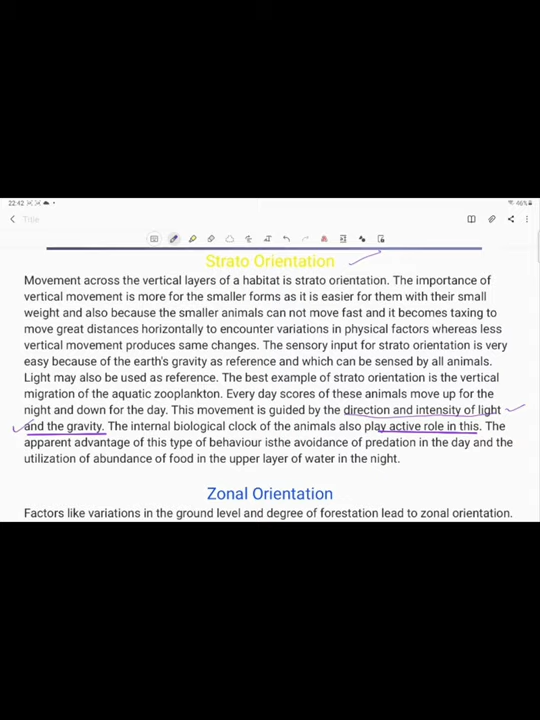 22:42
46%
Title
Strato Orientation
Movement across the vertical layers of a habitat is strato orientation. The importance of
vertical movement is more for the smaller forms as it is easier for them with their small
weight and also because the smaller animals can not move fast and it becomes taxing to
move great distances horizontally to encounter variations in physical factors whereas less
vertical movement produces same changes. The sensory input for strato orientation is very
easy because of the earth's gravity as reference and which can be sensed by all animals.
Light may also be used as reference. The best example of strato orientation is the vertical
migration of the aquatic zooplankton. Every day scores of these animals move up for the
night and down for the day. This movement is guided by the direction and intensity of light
and the gravity. The internal biological clock of the animals also play active role in this. The
apparent advantage of this type of behaviour isthe avoidance of predation in the day and the
utilization of abundance of food in the upper layer of water in the night.
Zonal Orientation
Factors like variations in the ground level and degree of forestation lead to zonal orientation.